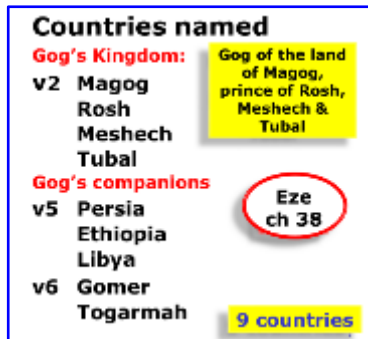 Countries named
Gog's Kingdom:
v2 Magog
Rosh
Meshech
Tubal
Gog of the land
of Magog,
prince of Rosh,
Meshech &
Tubal
Gog's companions
v5 Persia
Ethiopia
Libya
v6 Gomer
Togarmah
Eze
ch 38
9 countries